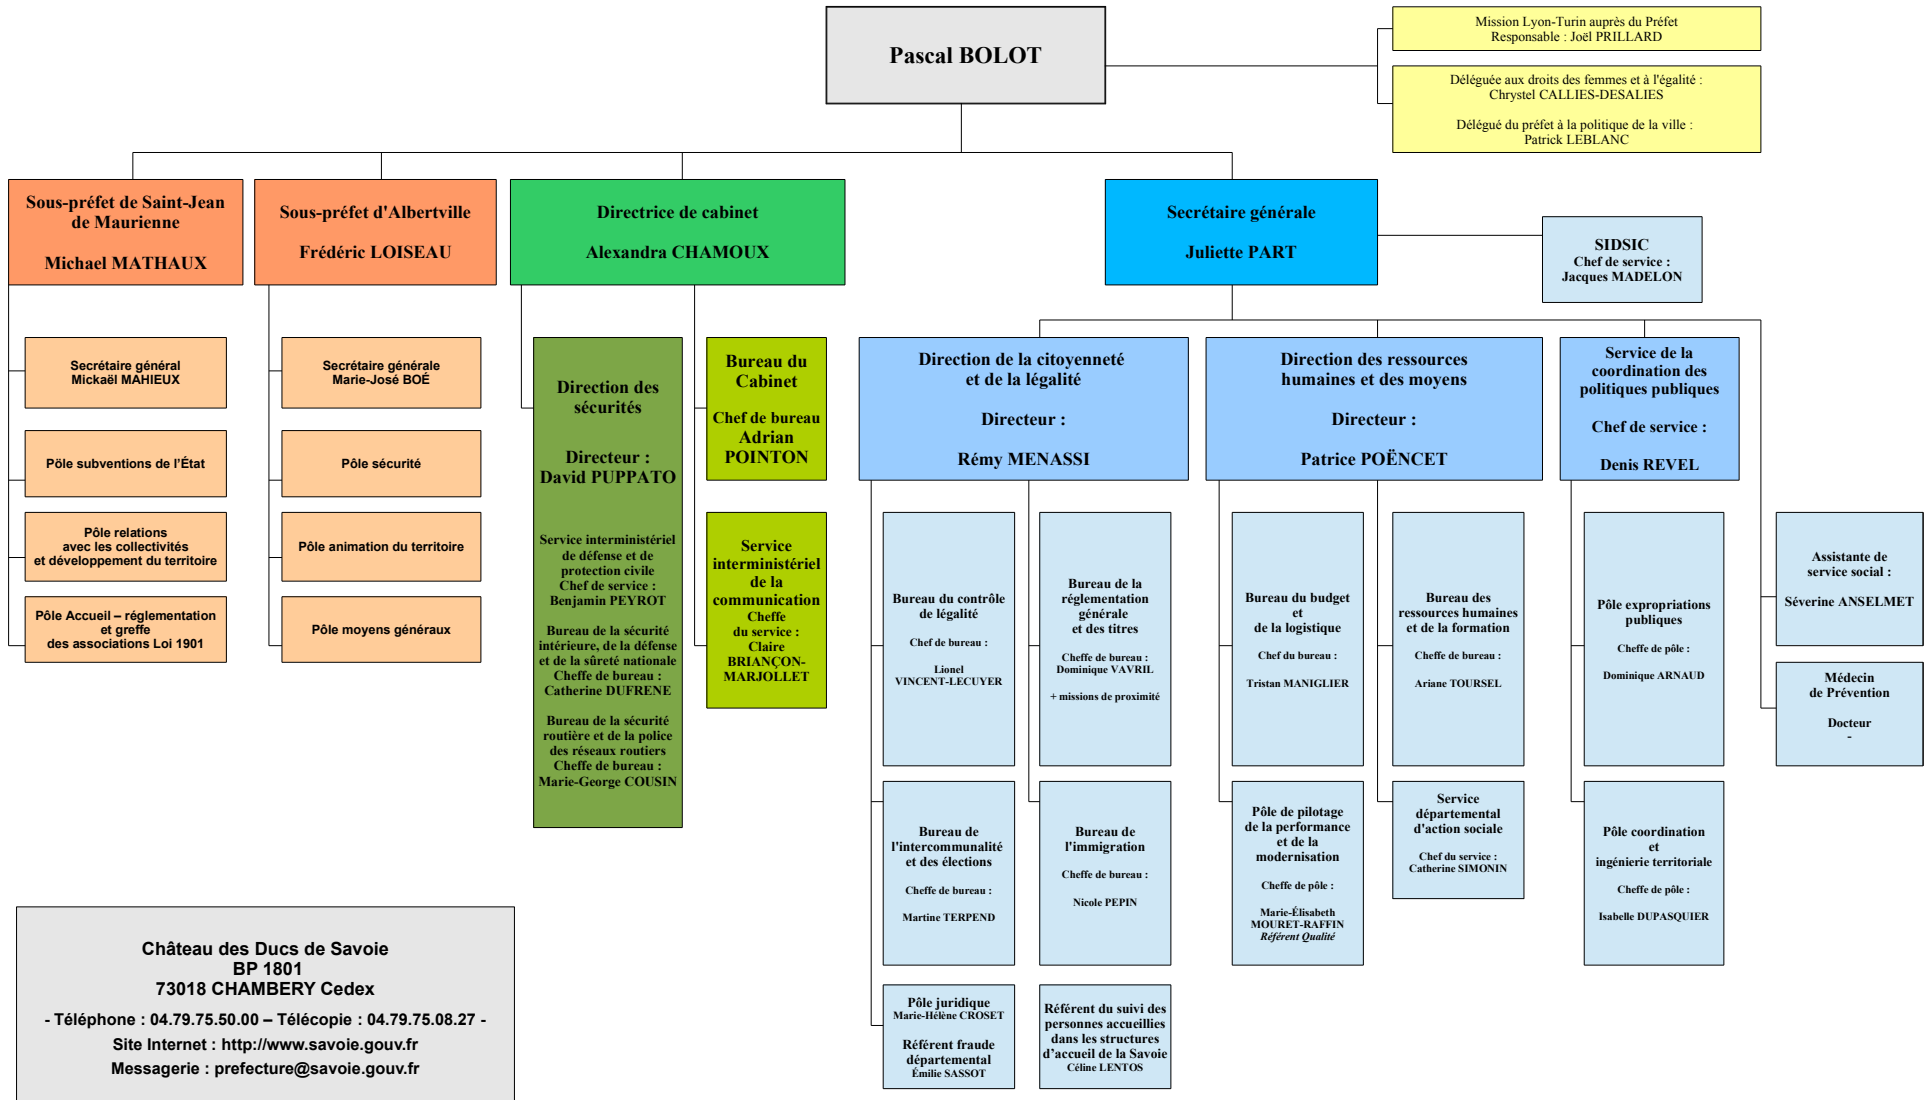 Pascal BOLOT
Mission Lyon-Turin auprès du Préfet
Responsable : Joël PRILLARD
Déléguée aux droits des femmes et à l'égalité :
Chrystel CALLIES-DESALIES
Délégué du préfet à la politique de la ville :
Patrick LEBLANC
Sous-préfet de Saint-Jean
de Maurienne
Michael MATHAUX
Sous-préfet d'Albertville
Frédéric LOISEAU
Directrice de cabinet
Alexandra CHAMOUX
Secrétaire générale
Juliette PART
SIDSIC
Chef de service :
Jacques MADELON
Secrétaire général
Mickaël MAHIEUX
Pôle subventions de l'État
Pôle relations
avec les collectivités
et développement du territoire
Pôle Accueil – réglementation
et greffe
des associations Loi 1901
Secrétaire générale
Marie-José BOÉ
Pôle sécurité
Pôle animation du territoire
Pôle moyens généraux
Direction des
sécurités
Directeur :
David PUPPATO
Service interministériel
de défense et de
protection civile
Chef de service :
Benjamin PEYROT
Bureau de la sécurité
intérieure, de la défense
et de la sûreté nationale
Cheffe de bureau :
Catherine DUFRENE
Bureau de la sécurité
routière et de la police
des réseaux routiers
Cheffe de bureau :
Marie-George COUSIN
Bureau du
Cabinet
Chef de bureau
Adrian
POINTON
Service
interministériel
de la
communication
Cheffe
du service :
Claire
BRIANÇON-
MARJOLLET
Direction de la citoyenneté
et de la légalité
Directeur :
Rémy MENASSI
Bureau du contrôle
de légalité
Chef de bureau :
Lionel
VINCENT-LECUYER
Bureau de la
réglementation
générale
et des titres
Cheffe de bureau :
Dominique VAVRIL
+ missions de proximité
Bureau de
l'intercommunalité
et des élections
Cheffe de bureau :
Martine TERPEND
Bureau de
l'immigration
Cheffe de bureau :
Nicole PEPIN
Pôle juridique
Marie-Hélène CROSET
Référent fraude
départemental
Émilie SASSOT
Référent du suivi des
personnes accueillies
dans les structures
d'accueil de la Savoie
Céline LENTOS
Direction des ressources
humaines et des moyens
Directeur :
Patrice POËNCET
Bureau du budget
et
de la logistique
Chef du bureau :
Tristan MANIGLIER
Bureau des
ressources humaines
et de la formation
Cheffe de bureau :
Ariane TOURSEL
Pôle de pilotage
de la performance
et de la
modernisation
Cheffe de pôle :
Marie-Élisabeth
MOURET-RAFFIN
Référent Qualité
Service
départemental
d'action sociale
Chef du service :
Catherine SIMONIN
Service de la
coordination des
politiques publiques
Chef de service :
Denis REVEL
Pôle expropriations
publiques
Cheffe de pôle :
Dominique ARNAUD
Pôle coordination
et
ingénierie territoriale
Cheffe de pôle :
Isabelle DUPASQUIER
Assistante de
service social :
Séverine ANSELMET
Médecin
de Prévention
Docteur
-
Château des Ducs de Savoie
BP 1801
73018 CHAMBERY Cedex
- Téléphone : 04.79.75.50.00 – Télécopie : 04.79.75.08.27 -
Site Internet : http://www.savoie.gouv.fr
Messagerie : prefecture@savoie.gouv.fr